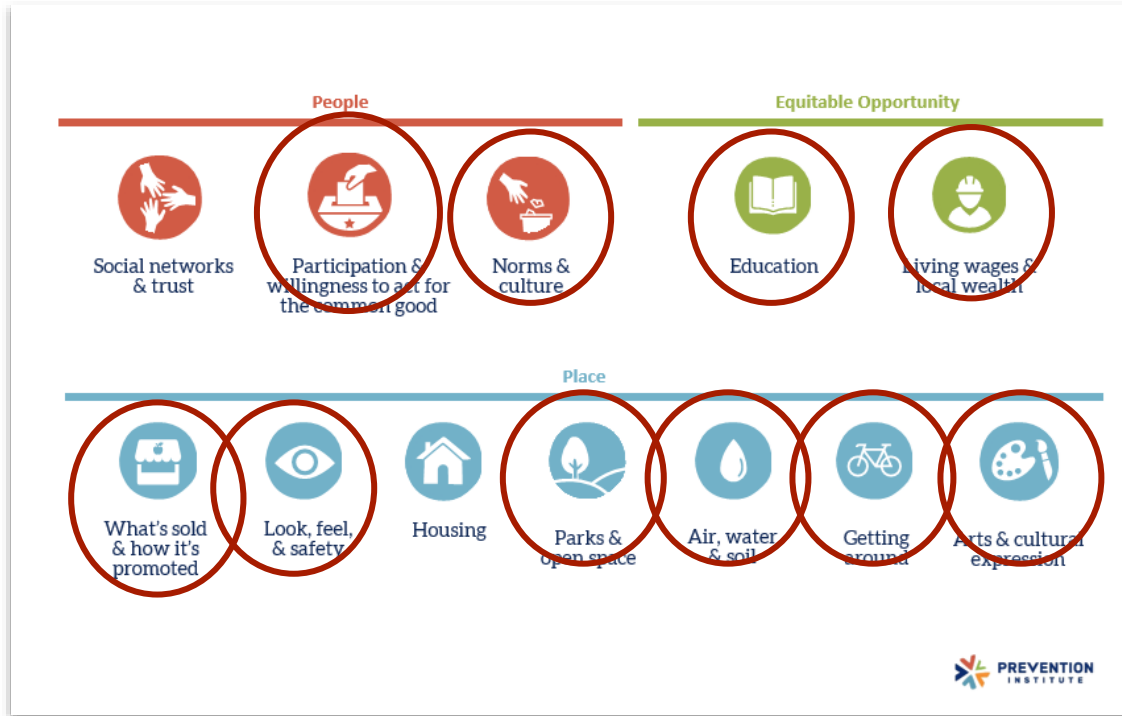 People
Equitable Opportunity
Social networks
& trust
Participation &
willingness to act for
the common good
Norms &
culture
Education
Living wages &
local wealth
Place
What's sold
& how it's
promoted
Look, feel,
& safety
Housing
Parks &
open space
Air, water
& soil
Getting
around
Arts & cultural
expression
PREVENTION
INSTITUTE